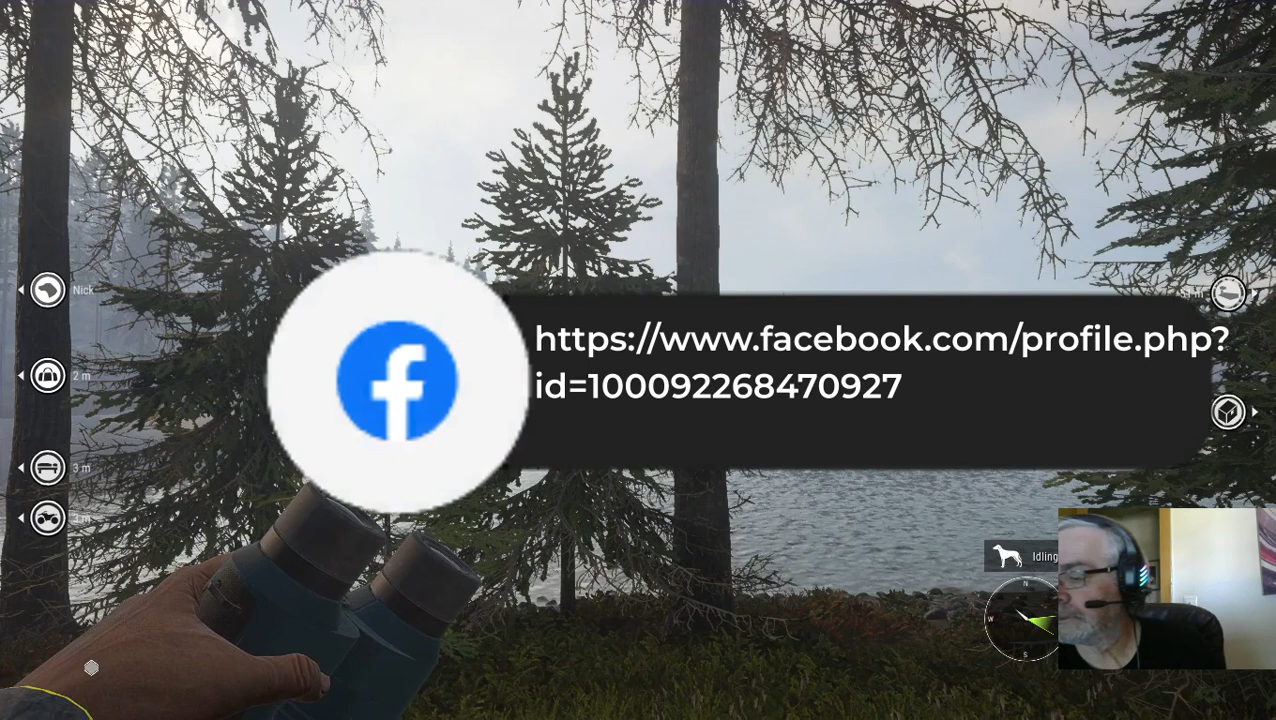 https://www.facebook.com/profile.php?
id=100092268470927
Nick
2 m
3 m
Idling
N
W
S